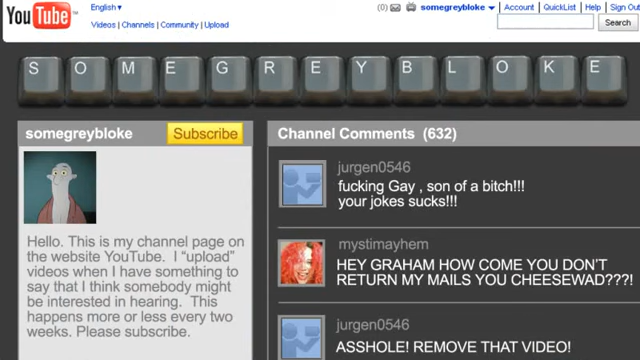 YouTube
English
(0)
somegreybloke
Account
QuickList
Help
Sign Out
Videos | Channels | Community | Upload
Search
SOMEGREYBLOKE
somegreybloke
Subscribe
Channel Comments (632)
Hello. This is my channel page on
the website YouTube. I "upload"
videos when I have something to
say that I think somebody might
be interested in hearing. This
happens more or less every two
weeks. Please subscribe.
jurgen0546
fucking Gay , son of a bitch!!!
your jokes sucks!!!
mystimayhem
HEY GRAHAM HOW COME YOU DON'T
RETURN MY MAILS YOU CHEESEWAD???!
jurgen0546
ASSHOLE! REMOVE THAT VIDEO!